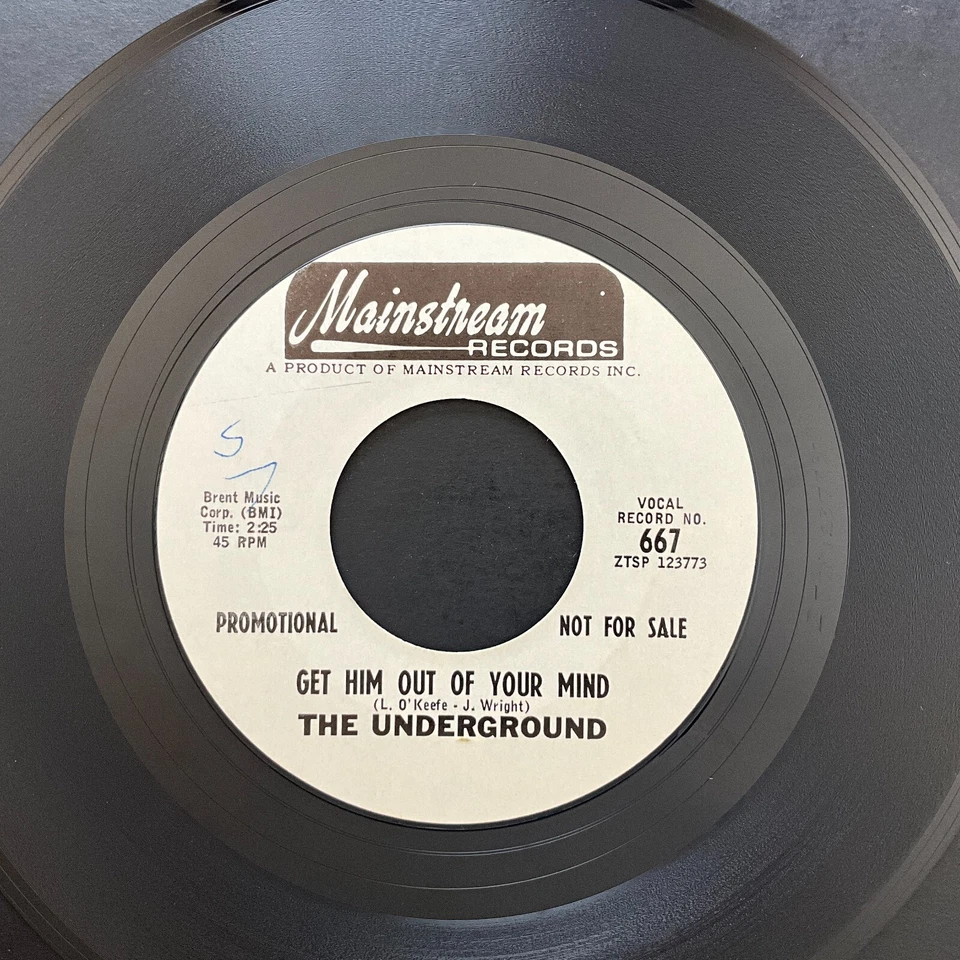 Mainstream
RECORDS
A PRODUCT OF MAINSTREAM RECORDS INC.
S
7
Brent Music
Corp. (BMI)
Time: 2:25
45 RPM
VOCAL
RECORD NO.
667
ZTSP 123773
PROMOTIONAL
NOT FOR SALE
GET HIM OUT OF YOUR MIND
(L. O'Keefe - J. Wright)
THE UNDERGROUND